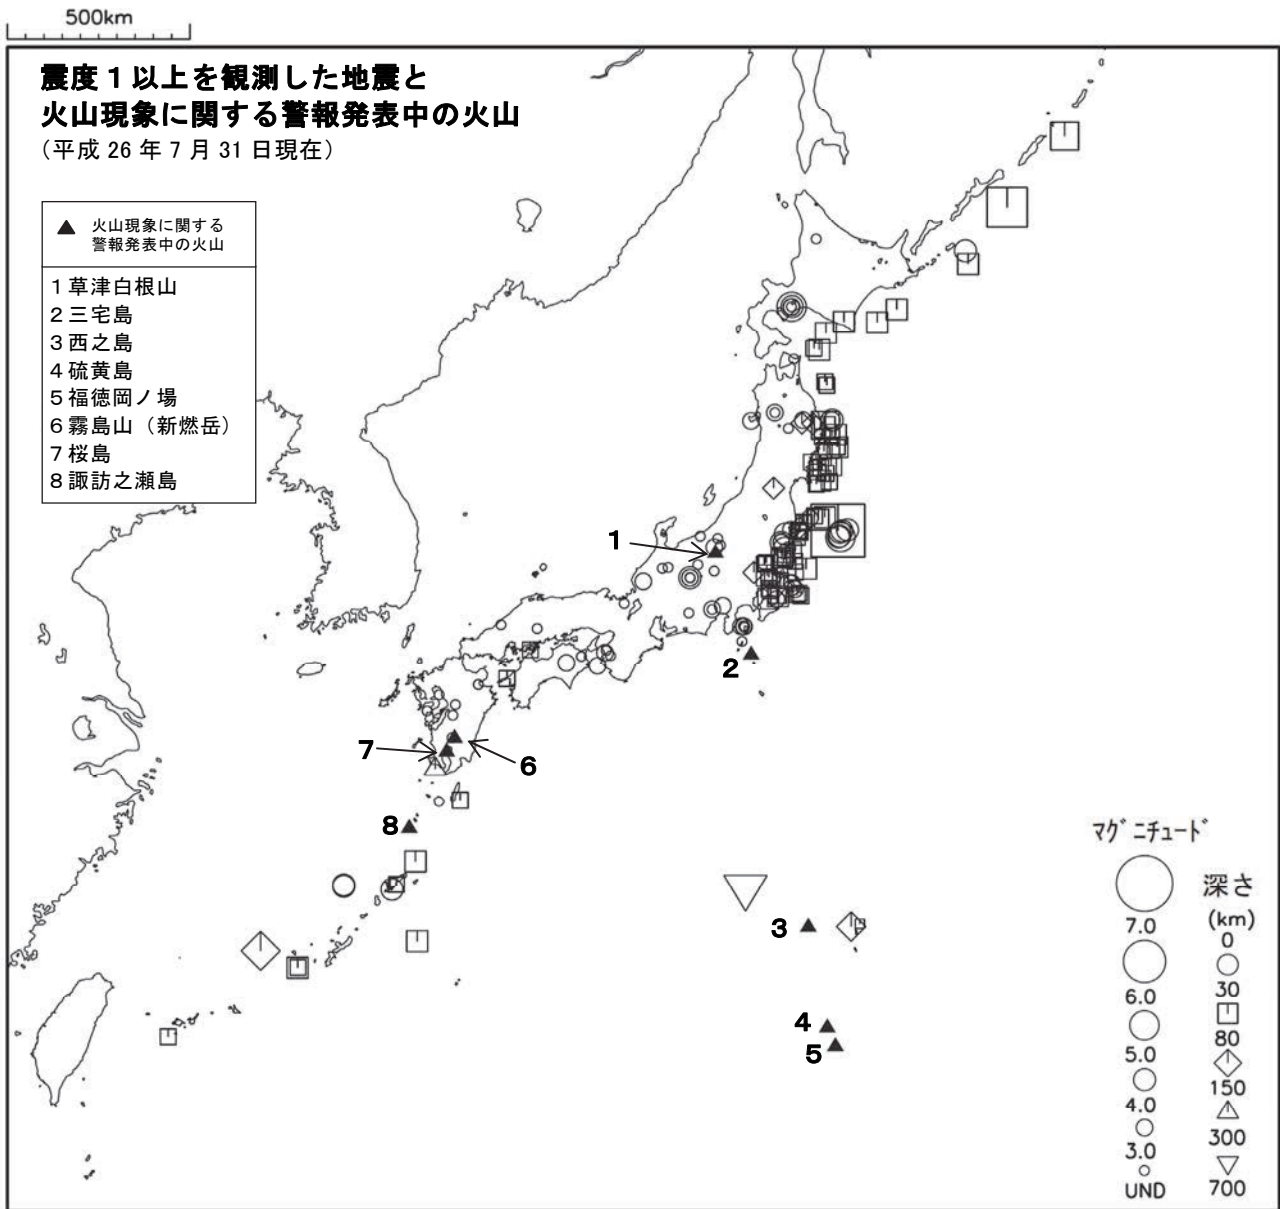 500km
震度１以上を観測した地震と
火山現象に関する警報発表中の火山
（平成 26 年 7 月 31 日現在）
▲ 火山現象に関する
警報発表中の火山
1 草津白根山
2 三宅島
3 西之島
4 硫黄島
5 福徳岡ノ場
6 霧島山（新燃岳）
7 桜島
8 諏訪之瀬島
1
2
7
6
8
3
4
5
ﾏｸﾞﾆﾁｭｰﾄﾞ
7.0
6.0
5.0
4.0
3.0
UND
深さ
(km)
0
30
80
150
300
700